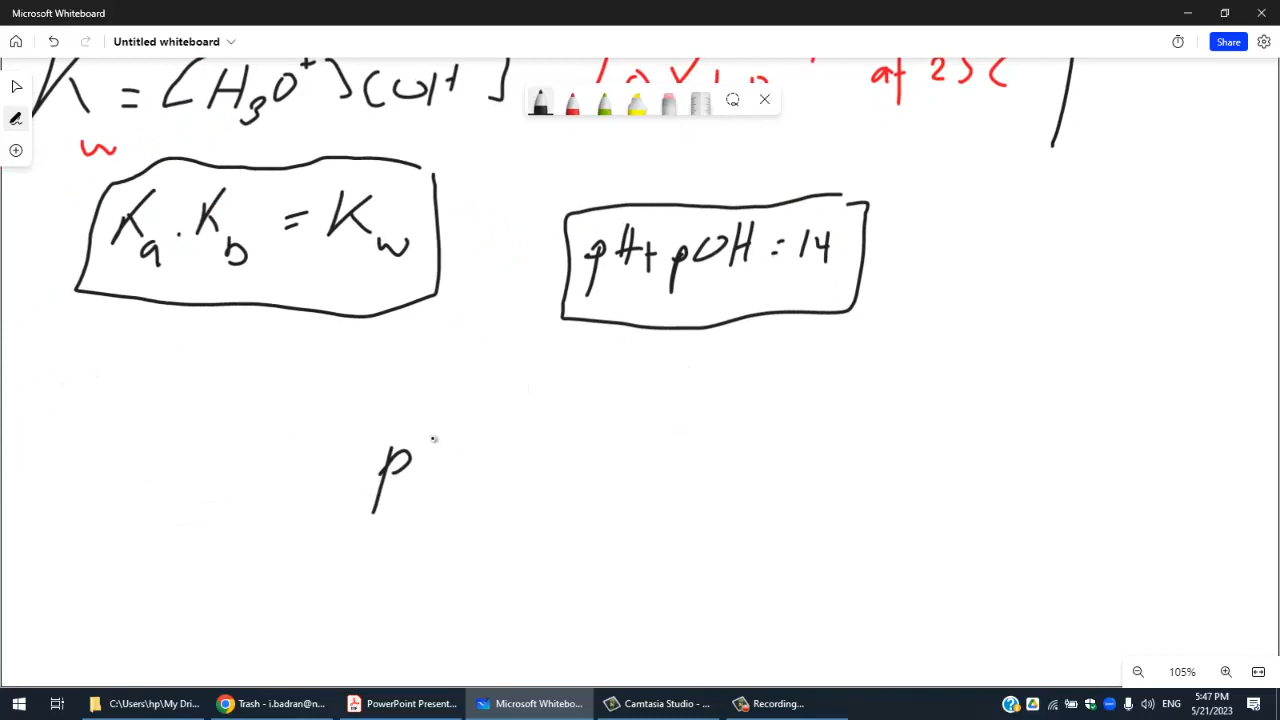 Microsoft Whiteboard
Untitled whiteboard
Share
K = [H3O+][OH-]
w
at 25 C
Ka . Kb = Kw
pH + pOH = 14
p
105%
C:\Users\hp\My Dri...
Trash - i.badran@n...
PowerPoint Present...
Microsoft Whitebo...
Camtasia Studio - ...
Recording...
ENG
5:47 PM
5/21/2023